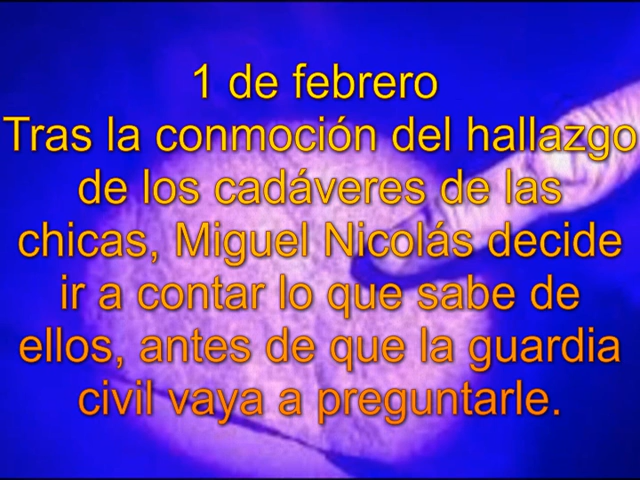 1 de febrero
Tras la conmoción del hallazgo
de los cadáveres de las
chicas, Miguel Nicolás decide
ir a contar lo que sabe de
ellos, antes de que la guardia
civil vaya a preguntarle.